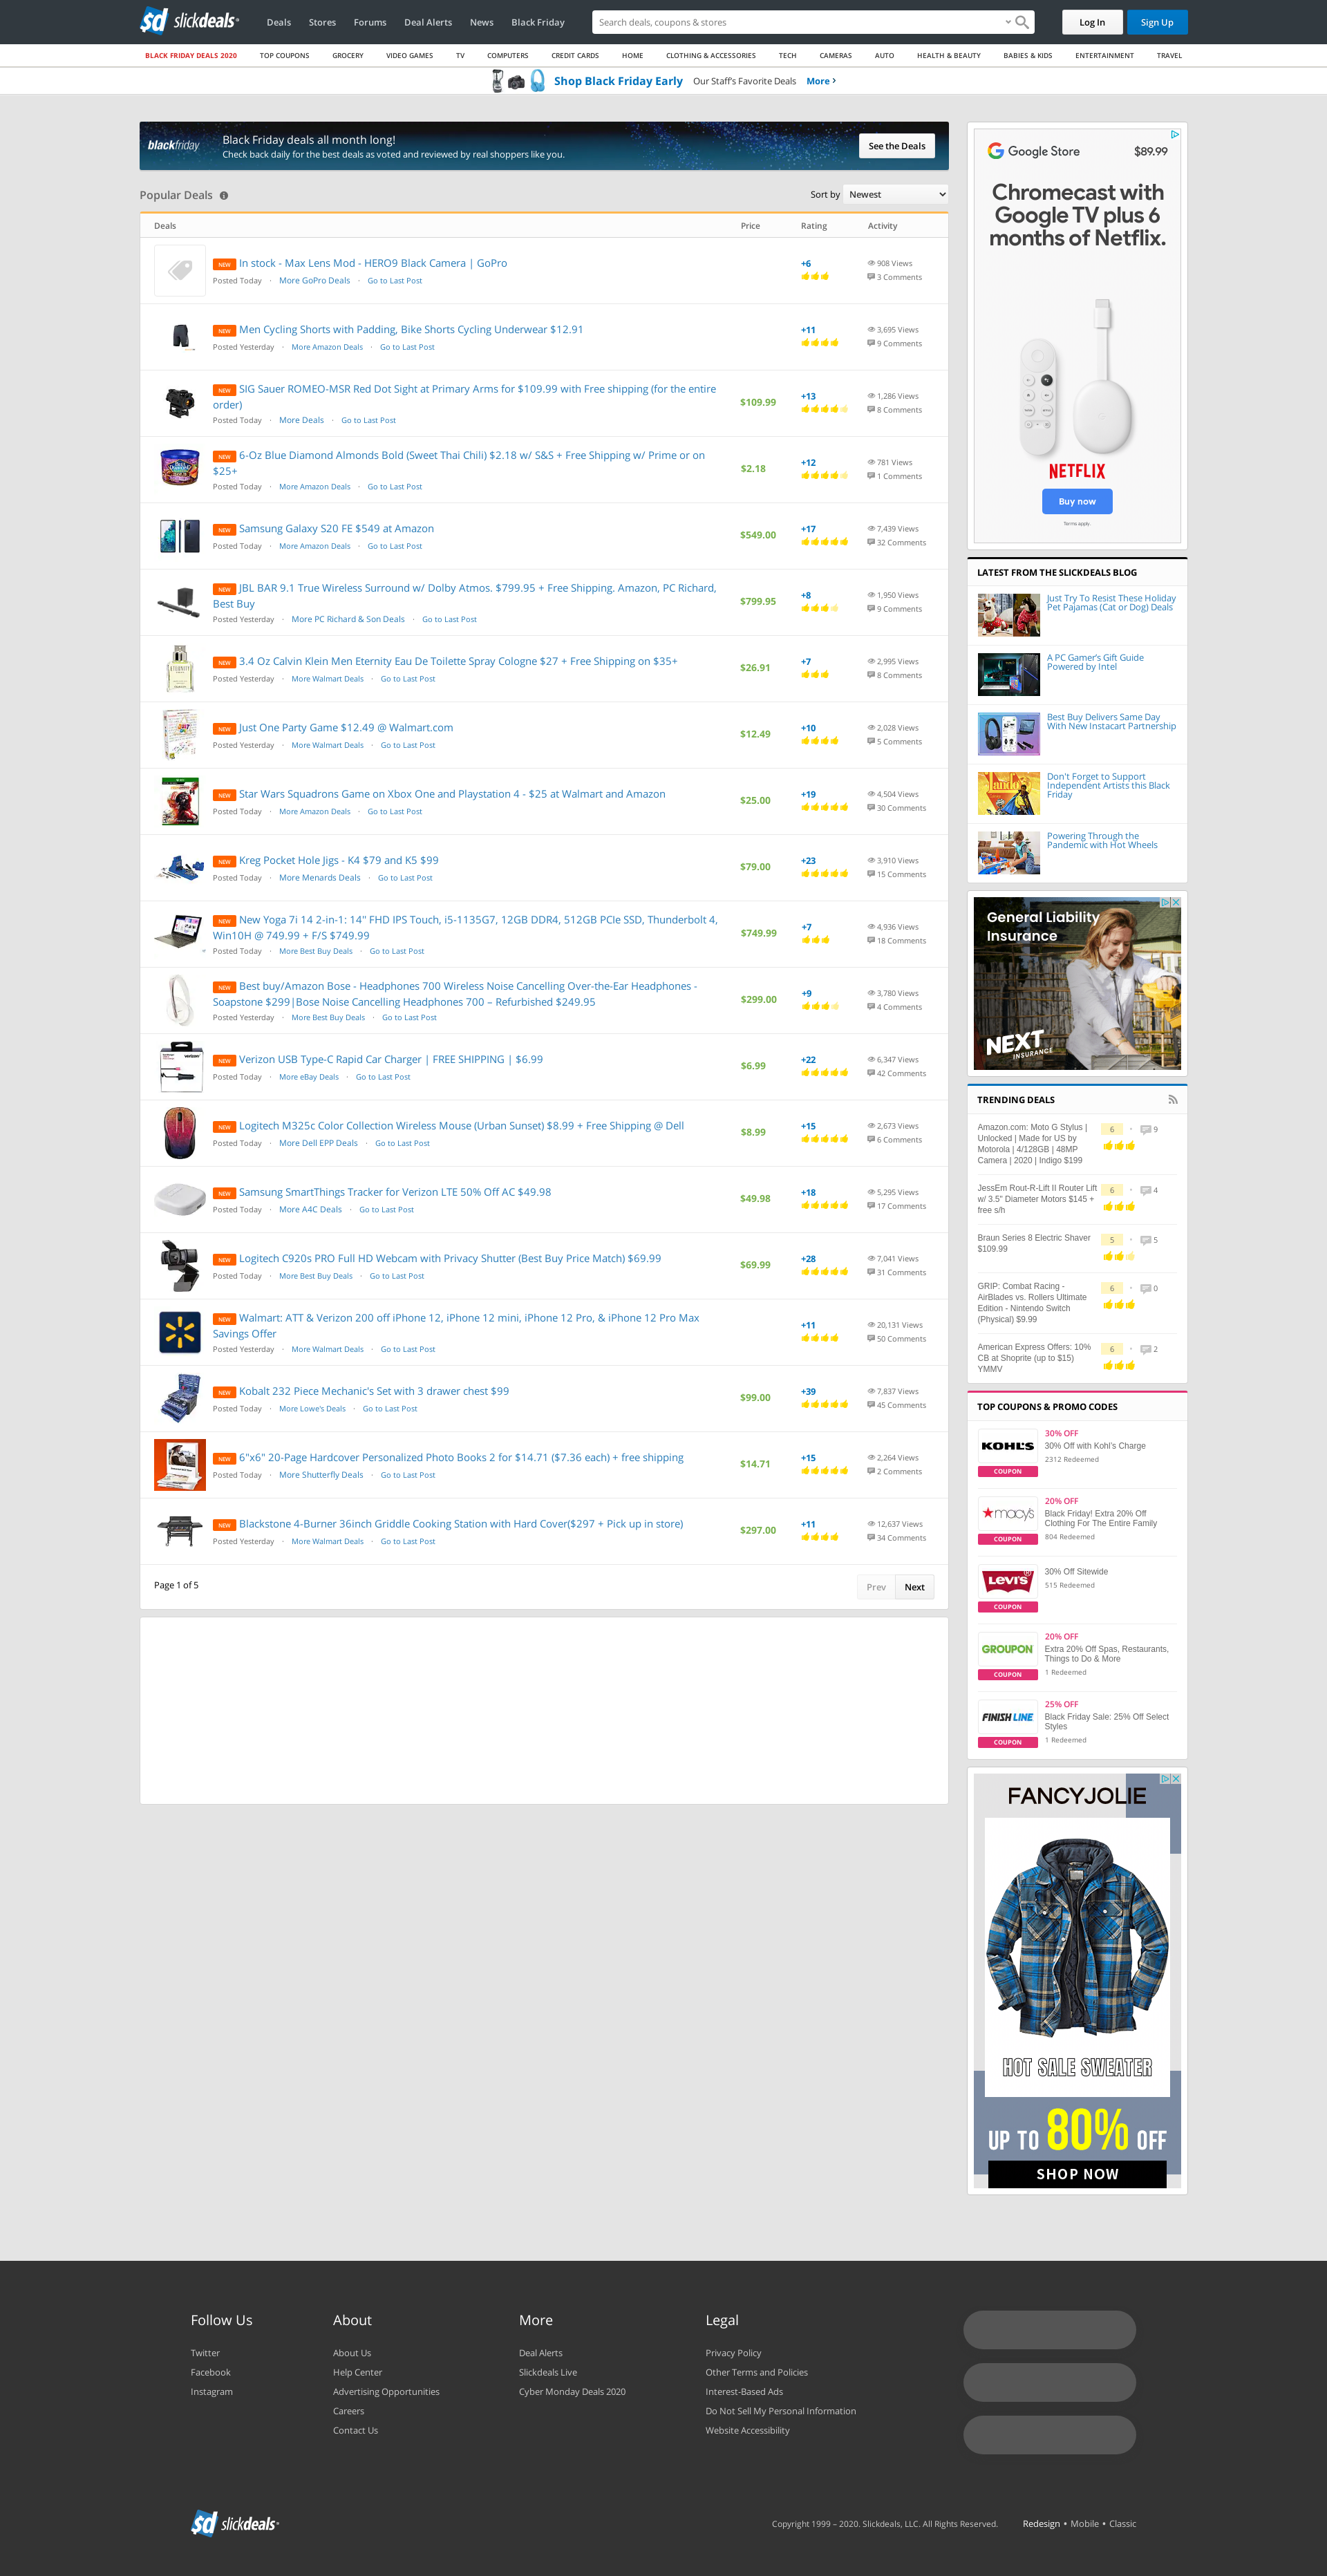 slickdeals
Deals Stores Forums Deal Alerts News Black Friday
Search deals, coupons & stores
Log In Sign Up
BLACK FRIDAY DEALS 2020 TOP COUPONS GROCERY VIDEO GAMES TV COMPUTERS CREDIT CARDS HOME CLOTHING & ACCESSORIES TECH CAMERAS AUTO HEALTH & BEAUTY BABIES & KIDS ENTERTAINMENT TRAVEL
Shop Black Friday Early Our Staff's Favorite Deals More ›
blackfriday
Black Friday deals all month long!
Check back daily for the best deals as voted and reviewed by real shoppers like you.
See the Deals
Popular Deals
Sort by Newest
Deals Price Rating Activity
NEW In stock - Max Lens Mod - HERO9 Black Camera | GoPro
Posted Today · More GoPro Deals · Go to Last Post
+6
908 Views
3 Comments
NEW Men Cycling Shorts with Padding, Bike Shorts Cycling Underwear $12.91
Posted Yesterday · More Amazon Deals · Go to Last Post
+11
3,695 Views
9 Comments
NEW SIG Sauer ROMEO-MSR Red Dot Sight at Primary Arms for $109.99 with Free shipping (for the entire
order)
Posted Today · More Deals · Go to Last Post
$109.99
+13
1,286 Views
8 Comments
NEW 6-Oz Blue Diamond Almonds Bold (Sweet Thai Chili) $2.18 w/ S&S + Free Shipping w/ Prime or on
$25+
Posted Today · More Amazon Deals · Go to Last Post
$2.18
+12
781 Views
1 Comments
NEW Samsung Galaxy S20 FE $549 at Amazon
Posted Today · More Amazon Deals · Go to Last Post
$549.00
+17
7,439 Views
32 Comments
NEW JBL BAR 9.1 True Wireless Surround w/ Dolby Atmos. $799.95 + Free Shipping. Amazon, PC Richard,
Best Buy
Posted Yesterday · More PC Richard & Son Deals · Go to Last Post
$799.95
+8
1,950 Views
9 Comments
NEW 3.4 Oz Calvin Klein Men Eternity Eau De Toilette Spray Cologne $27 + Free Shipping on $35+
Posted Yesterday · More Walmart Deals · Go to Last Post
$26.91
+7
2,995 Views
8 Comments
NEW Just One Party Game $12.49 @ Walmart.com
Posted Yesterday · More Walmart Deals · Go to Last Post
$12.49
+10
2,028 Views
5 Comments
NEW Star Wars Squadrons Game on Xbox One and Playstation 4 - $25 at Walmart and Amazon
Posted Today · More Amazon Deals · Go to Last Post
$25.00
+19
4,504 Views
30 Comments
NEW Kreg Pocket Hole Jigs - K4 $79 and K5 $99
Posted Today · More Menards Deals · Go to Last Post
$79.00
+23
3,910 Views
15 Comments
NEW New Yoga 7i 14 2-in-1: 14'' FHD IPS Touch, i5-1135G7, 12GB DDR4, 512GB PCIe SSD, Thunderbolt 4,
Win10H @ 749.99 + F/S $749.99
Posted Today · More Best Buy Deals · Go to Last Post
$749.99
+7
4,936 Views
18 Comments
NEW Best buy/Amazon Bose - Headphones 700 Wireless Noise Cancelling Over-the-Ear Headphones -
Soapstone $299|Bose Noise Cancelling Headphones 700 – Refurbished $249.95
Posted Yesterday · More Best Buy Deals · Go to Last Post
$299.00
+9
3,780 Views
4 Comments
NEW Verizon USB Type-C Rapid Car Charger | FREE SHIPPING | $6.99
Posted Today · More eBay Deals · Go to Last Post
$6.99
+22
6,347 Views
42 Comments
NEW Logitech M325c Color Collection Wireless Mouse (Urban Sunset) $8.99 + Free Shipping @ Dell
Posted Today · More Dell EPP Deals · Go to Last Post
$8.99
+15
2,673 Views
6 Comments
NEW Samsung SmartThings Tracker for Verizon LTE 50% Off AC $49.98
Posted Today · More A4C Deals · Go to Last Post
$49.98
+18
5,295 Views
17 Comments
NEW Logitech C920s PRO Full HD Webcam with Privacy Shutter (Best Buy Price Match) $69.99
Posted Today · More Best Buy Deals · Go to Last Post
$69.99
+28
7,041 Views
31 Comments
NEW Walmart: ATT & Verizon 200 off iPhone 12, iPhone 12 mini, iPhone 12 Pro, & iPhone 12 Pro Max
Savings Offer
Posted Yesterday · More Walmart Deals · Go to Last Post
+11
20,131 Views
50 Comments
NEW Kobalt 232 Piece Mechanic's Set with 3 drawer chest $99
Posted Today · More Lowe's Deals · Go to Last Post
$99.00
+39
7,837 Views
45 Comments
NEW 6"x6" 20-Page Hardcover Personalized Photo Books 2 for $14.71 ($7.36 each) + free shipping
Posted Today · More Shutterfly Deals · Go to Last Post
$14.71
+15
2,264 Views
2 Comments
NEW Blackstone 4-Burner 36inch Griddle Cooking Station with Hard Cover($297 + Pick up in store)
Posted Yesterday · More Walmart Deals · Go to Last Post
$297.00
+11
12,637 Views
34 Comments
Page 1 of 5
Prev Next
Google Store $89.99
Chromecast with
Google TV plus 6
months of Netflix.
NETFLIX
Buy now
Terms apply.
LATEST FROM THE SLICKDEALS BLOG
Just Try To Resist These Holiday
Pet Pajamas (Cat or Dog) Deals
A PC Gamer's Gift Guide
Powered by Intel
Best Buy Delivers Same Day
With New Instacart Partnership
Don't Forget to Support
Independent Artists this Black
Friday
Powering Through the
Pandemic with Hot Wheels
General Liability
Insurance
NEXT
INSURANCE
TRENDING DEALS
Amazon.com: Moto G Stylus |
Unlocked | Made for US by
Motorola | 4/128GB | 48MP
Camera | 2020 | Indigo $199
6 · 9
JessEm Rout-R-Lift II Router Lift
w/ 3.5" Diameter Motors $145 +
free s/h
6 · 4
Braun Series 8 Electric Shaver
$109.99
5 · 5
GRIP: Combat Racing -
AirBlades vs. Rollers Ultimate
Edition - Nintendo Switch
(Physical) $9.99
6 · 0
American Express Offers: 10%
CB at Shoprite (up to $15)
YMMV
6 · 2
TOP COUPONS & PROMO CODES
KOHL'S
COUPON
30% OFF
30% Off with Kohl's Charge
2312 Redeemed
macy's
COUPON
20% OFF
Black Friday! Extra 20% Off
Clothing For The Entire Family
804 Redeemed
LEVI'S
COUPON
30% Off Sitewide
515 Redeemed
GROUPON
COUPON
20% OFF
Extra 20% Off Spas, Restaurants,
Things to Do & More
1 Redeemed
FINISH LINE
COUPON
25% OFF
Black Friday Sale: 25% Off Select
Styles
1 Redeemed
FANCYJOLIE
HOT SALE SWEATER
UP TO 80% OFF
SHOP NOW
Follow Us
Twitter
Facebook
Instagram
About
About Us
Help Center
Advertising Opportunities
Careers
Contact Us
More
Deal Alerts
Slickdeals Live
Cyber Monday Deals 2020
Legal
Privacy Policy
Other Terms and Policies
Interest-Based Ads
Do Not Sell My Personal Information
Website Accessibility
slickdeals
Copyright 1999 – 2020. Slickdeals, LLC. All Rights Reserved. Redesign • Mobile • Classic